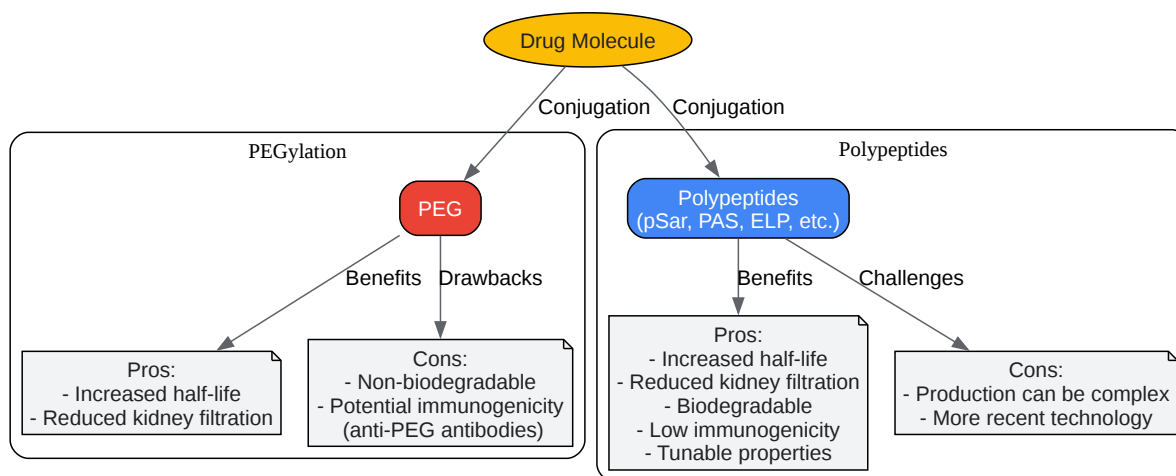 Drug Molecule
Conjugation
Conjugation
PEGylation
PEG
Benefits
Drawbacks
Pros:
- Increased half-life
- Reduced kidney filtration
Cons:
- Non-biodegradable
- Potential immunogenicity
(anti-PEG antibodies)
Polypeptides
Polypeptides
(pSar, PAS, ELP, etc.)
Benefits
Challenges
Pros:
- Increased half-life
- Reduced kidney filtration
- Biodegradable
- Low immunogenicity
- Tunable properties
Cons:
- Production can be complex
- More recent technology